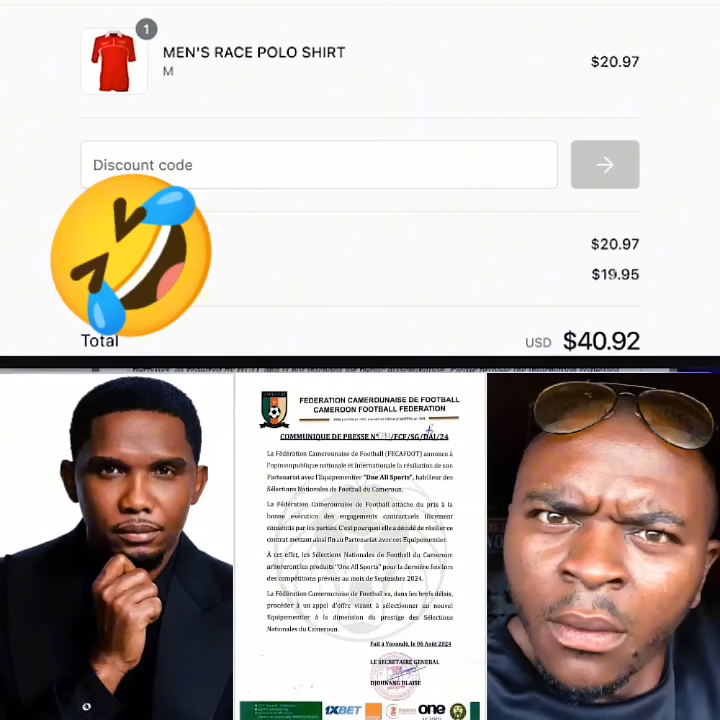 1
MEN'S RACE POLO SHIRT
M
$20.97
Discount code
$20.97
$19.95
Total
USD $40.92
FEDERATION CAMEROUNAISE DE FOOTBALL
CAMEROON FOOTBALL FEDERATION
COMMUNIQUE DE PRESSE N° /FCF/SG/DAJ/24
La Fédération Camerounaise de Football (FECAFOOT) annonce à
l'opinion publique nationale et internationale la résiliation de son
Partenariat avec l'Equipementier "One All Sports", habilleur des
Sélections Nationales de Football du Cameroun.
La Fédération Camerounaise de Football attache du prix à la
bonne exécution des engagements contractuels librement
consentis par les parties. C'est pourquoi elle a décidé de résilier ce
contrat mettant ainsi fin au Partenariat avec cet Equipementier.
À cet effet, les Sélections Nationales de Football du Cameroun
arboreront les produits "One All Sports" pour la dernière fois lors
des compétitions prévues au mois de Septembre 2024.
La Fédération Camerounaise de Football va, dans les brefs délais,
procéder à un appel d'offre visant à sélectionner un nouvel
Equipementier à la dimension du prestige des Sélections
Nationales du Cameroun.
Fait à Yaoundé, le 06 Août 2024
LE SECRETAIRE GENERAL
DJOUNANG BLAISE
1XBET
one